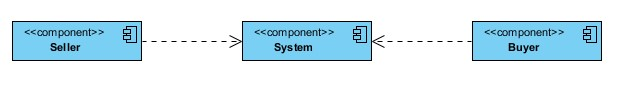 <<component>>
Seller
<<component>>
System
<<component>>
Buyer